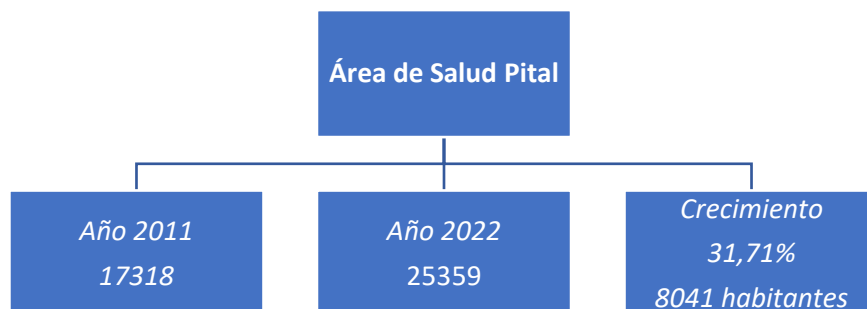 Área de Salud Pital
Año 2011
17318
Año 2022
25359
Crecimiento
31,71%
8041 habitantes